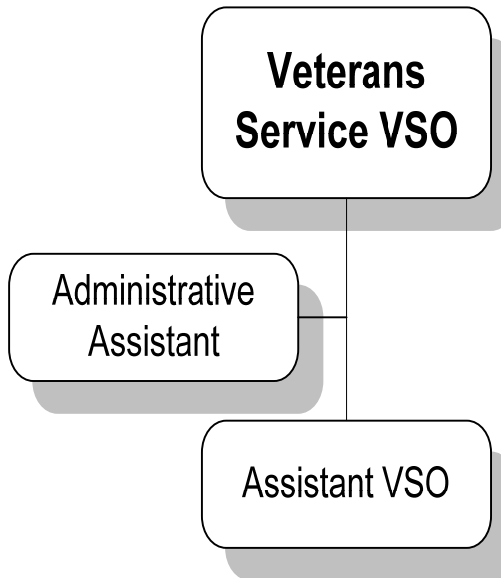 Veterans
Service VSO
Administrative
Assistant
Assistant VSO